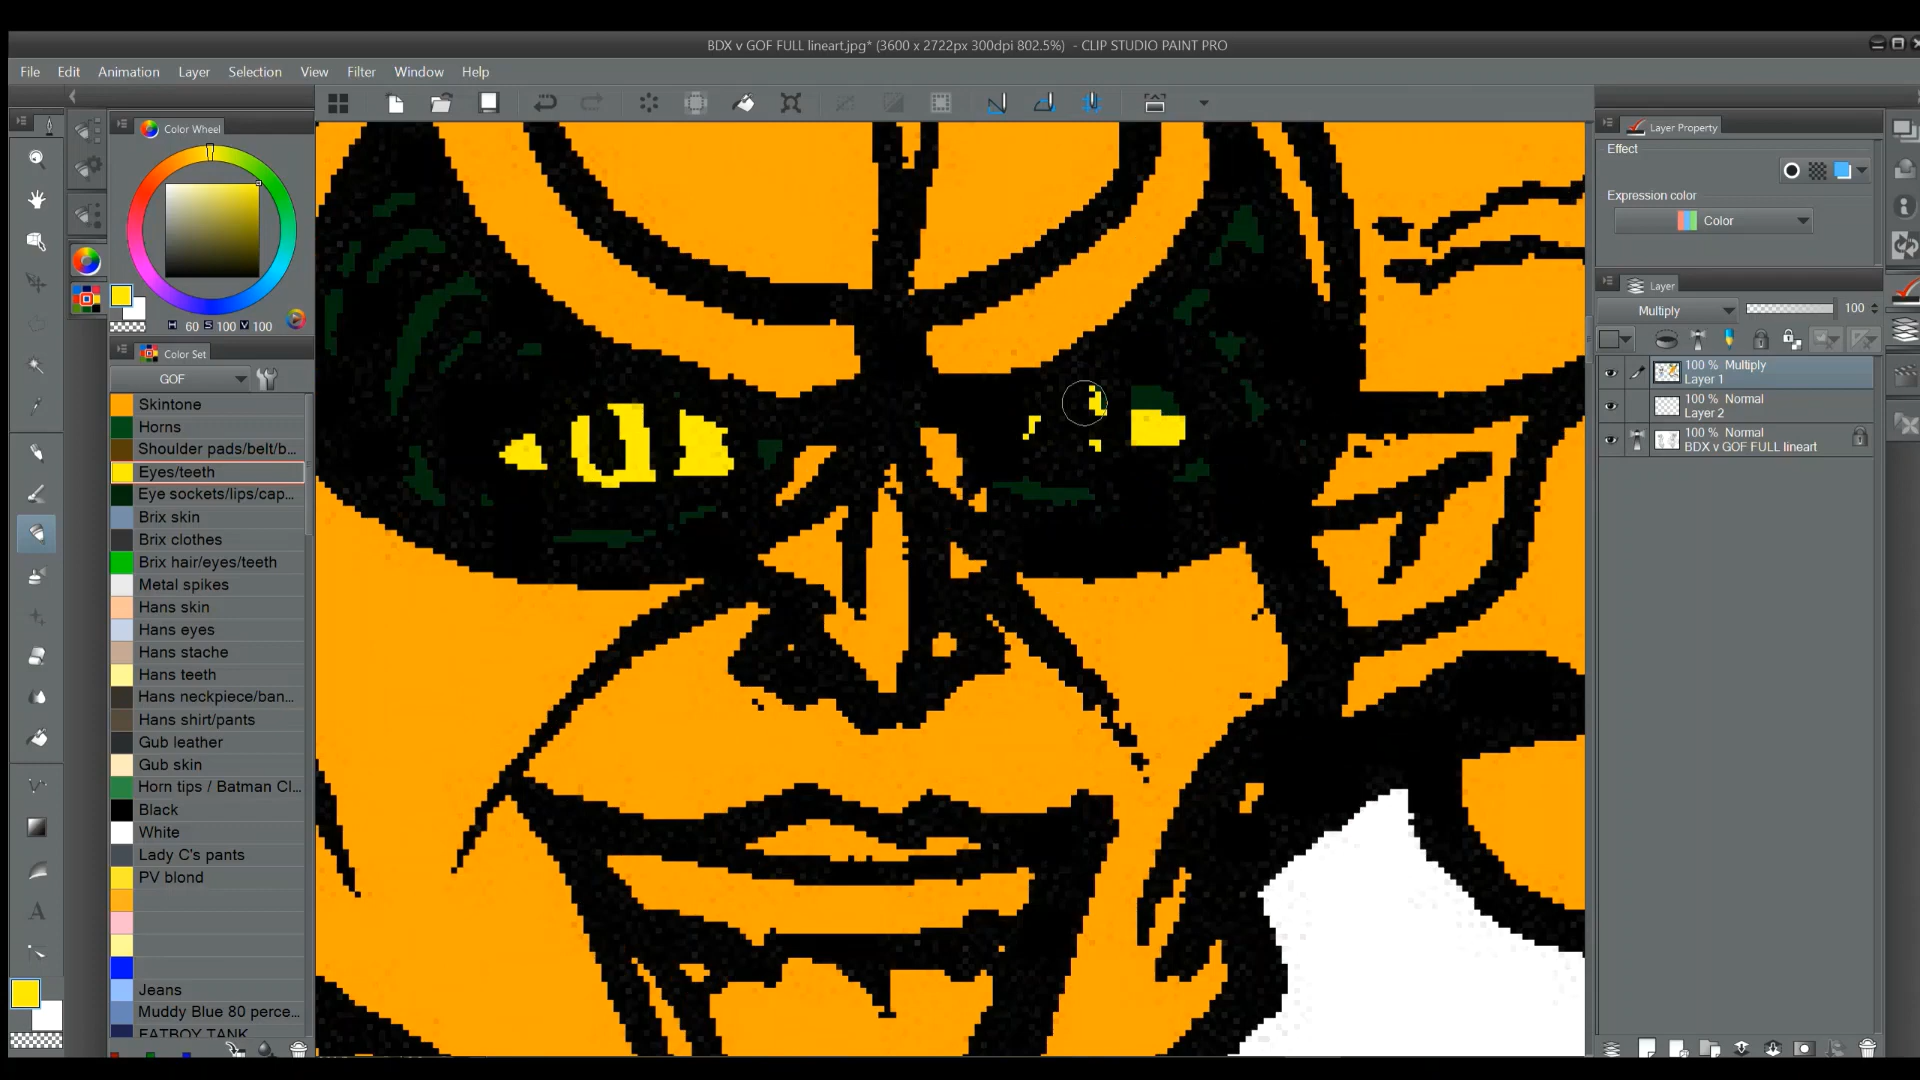 BDX v GOF FULL lineart.jpg* (3600 x 2722px 300dpi 802.5%) - CLIP STUDIO PAINT PRO
File Edit Animation Layer Selection View Filter Window Help
Color Wheel
H 60 S 100 V 100
Color Set
GOF
Skintone
Horns
Shoulder pads/belt/b...
Eyes/teeth
Eye sockets/lips/cap...
Brix skin
Brix clothes
Brix hair/eyes/teeth
Metal spikes
Hans skin
Hans eyes
Hans stache
Hans teeth
Hans neckpiece/ban...
Hans shirt/pants
Gub leather
Gub skin
Horn tips / Batman Cl...
Black
White
Lady C's pants
PV blond
Jeans
Muddy Blue 80 perce...
FATBOY TANK
Layer Property
Effect
Expression color
Color
Layer
Multiply 100
100 % Multiply
Layer 1
100 % Normal
Layer 2
100 % Normal
BDX v GOF FULL lineart